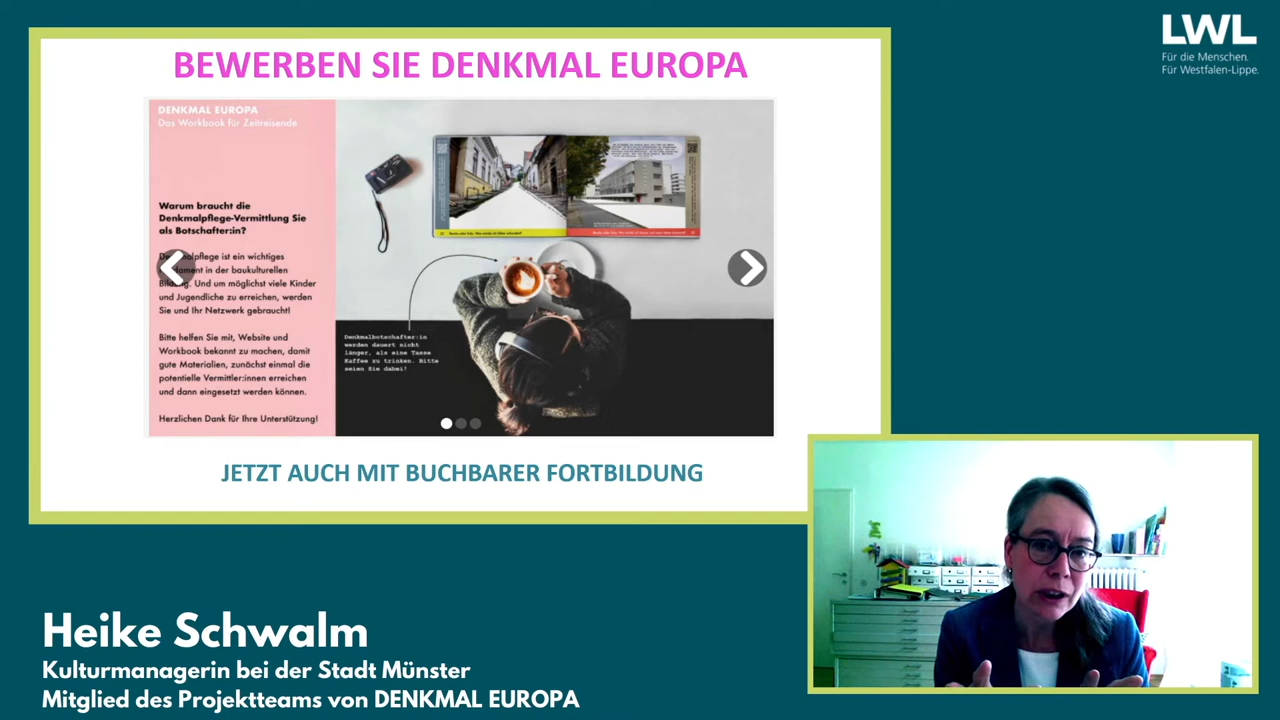 LWL
Für die Menschen.
Für Westfalen-Lippe.
BEWERBEN SIE DENKMAL EUROPA
DENKMAL EUROPA
Das Workbook für Zeitreisende
Warum braucht die
Denkmalpflege-Vermittlung Sie
als Botschafter:in?
Denkmalpflege ist ein wichtiges
Fundament in der baukulturellen
Bildung. Und um möglichst viele Kinder
und Jugendliche zu erreichen, werden
Sie und Ihr Netzwerk gebraucht!
Bitte helfen Sie mit, Website und
Workbook bekannt zu machen, damit
gute Materialien, zunächst einmal die
potentielle Vermittler:innen erreichen
und dann eingesetzt werden können.
Herzlichen Dank für Ihre Unterstützung!
Denkmalbotschafter:in
werden dauert nicht
länger, als eine Tasse
Kaffee zu trinken. Bitte
seien Sie dabei!
JETZT AUCH MIT BUCHBARER FORTBILDUNG
Heike Schwalm
Kulturmanagerin bei der Stadt Münster
Mitglied des Projektteams von DENKMAL EUROPA